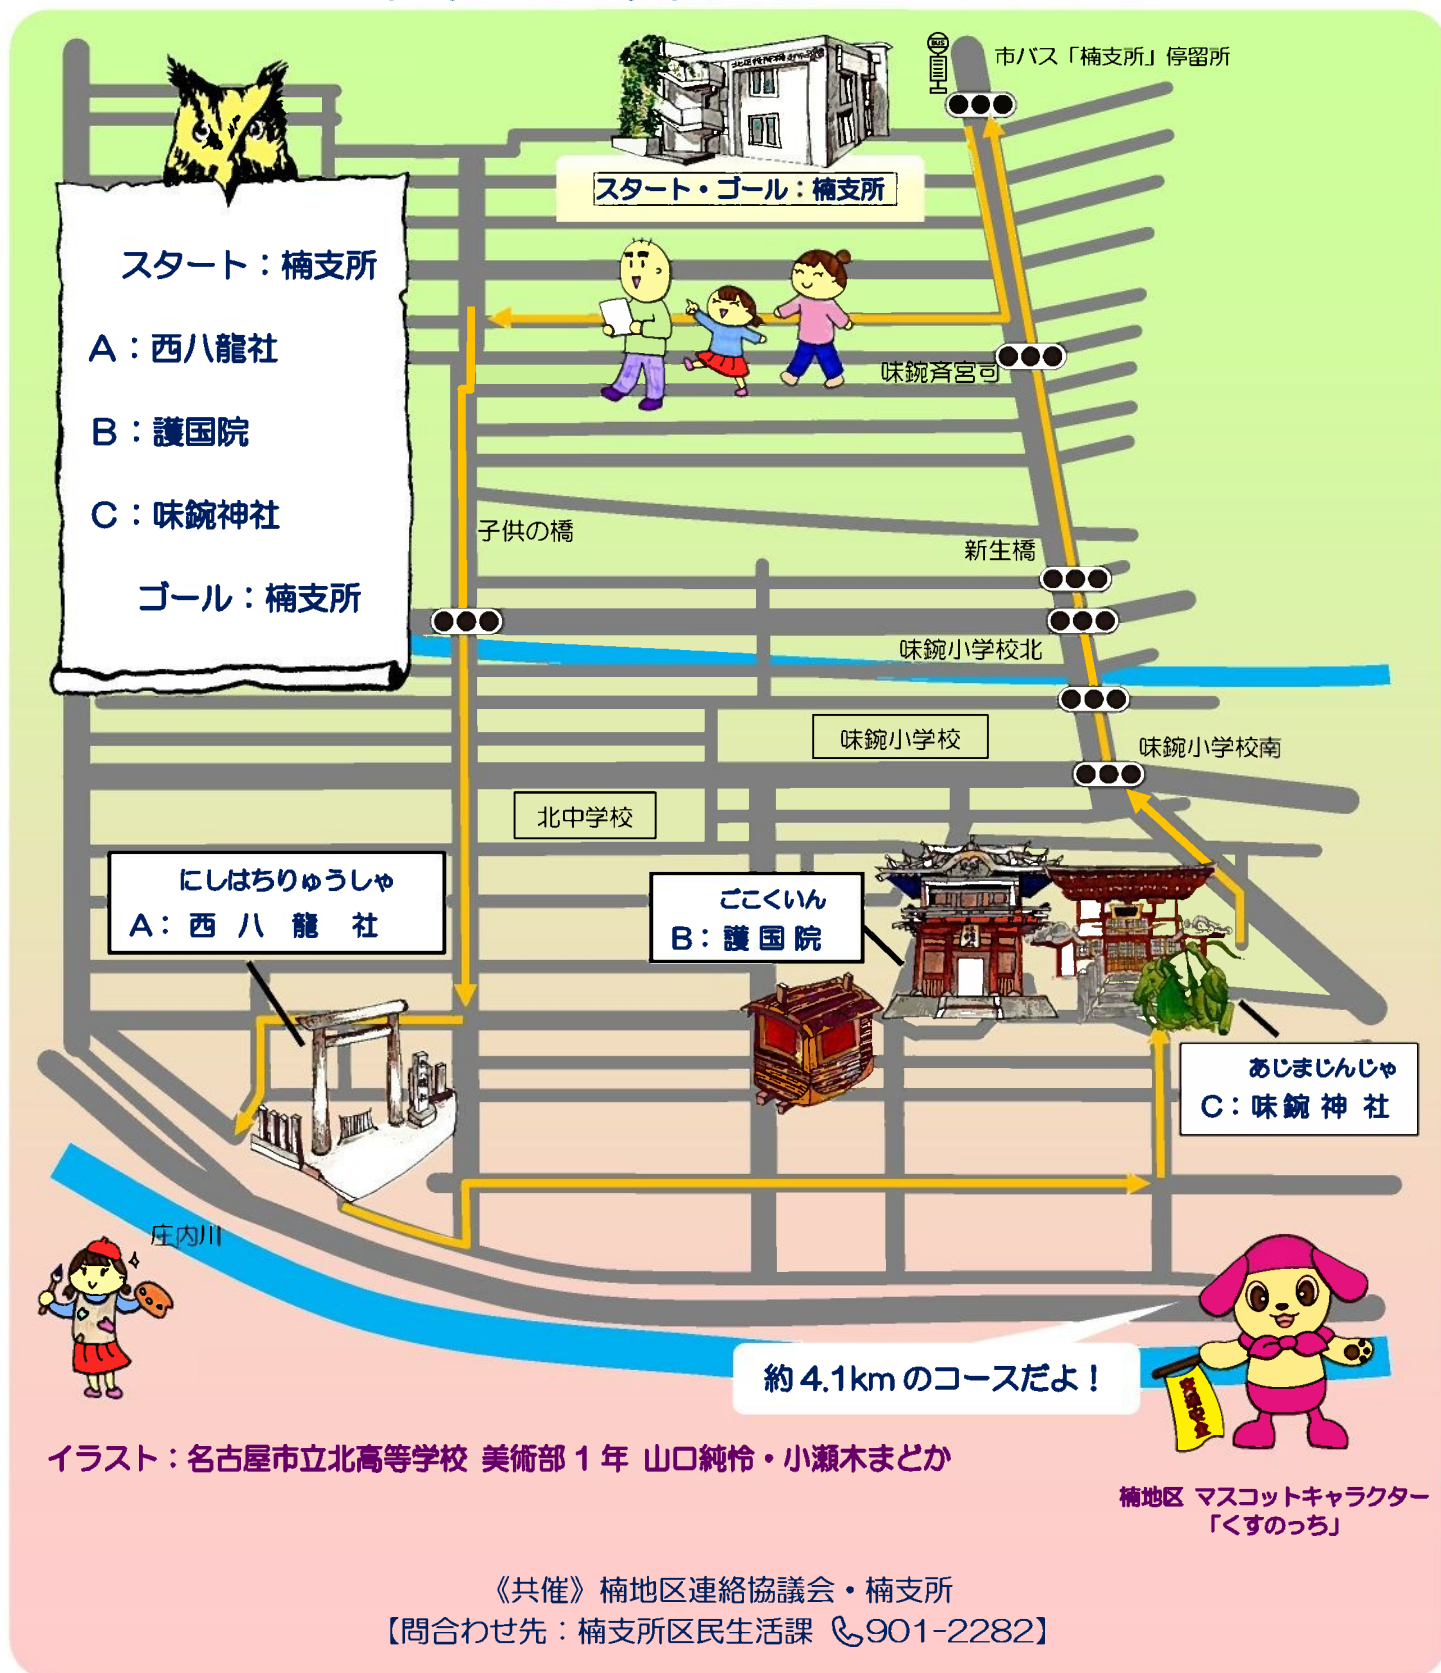 市バス「楠支所」停留所
BUS
スタート・ゴール：楠支所
スタート：楠支所
A：西八龍社
B：護国院
C：味鋺神社
ゴール：楠支所
味鋺斉宮司
子供の橋
新生橋
味鋺小学校北
味鋺小学校
味鋺小学校南
北中学校
にしはちりゅうしゃ
A：西八龍社
ごこくいん
B：護国院
あじまじんじゃ
C：味鋺神社
庄内川
約4.1kmのコースだよ！
交通安全
イラスト：名古屋市立北高等学校 美術部1年 山口純怜・小瀬木まどか
楠地区 マスコットキャラクター
「くすのっち」
《共催》楠地区連絡協議会・楠支所
【問合わせ先：楠支所区民生活課 901-2282】